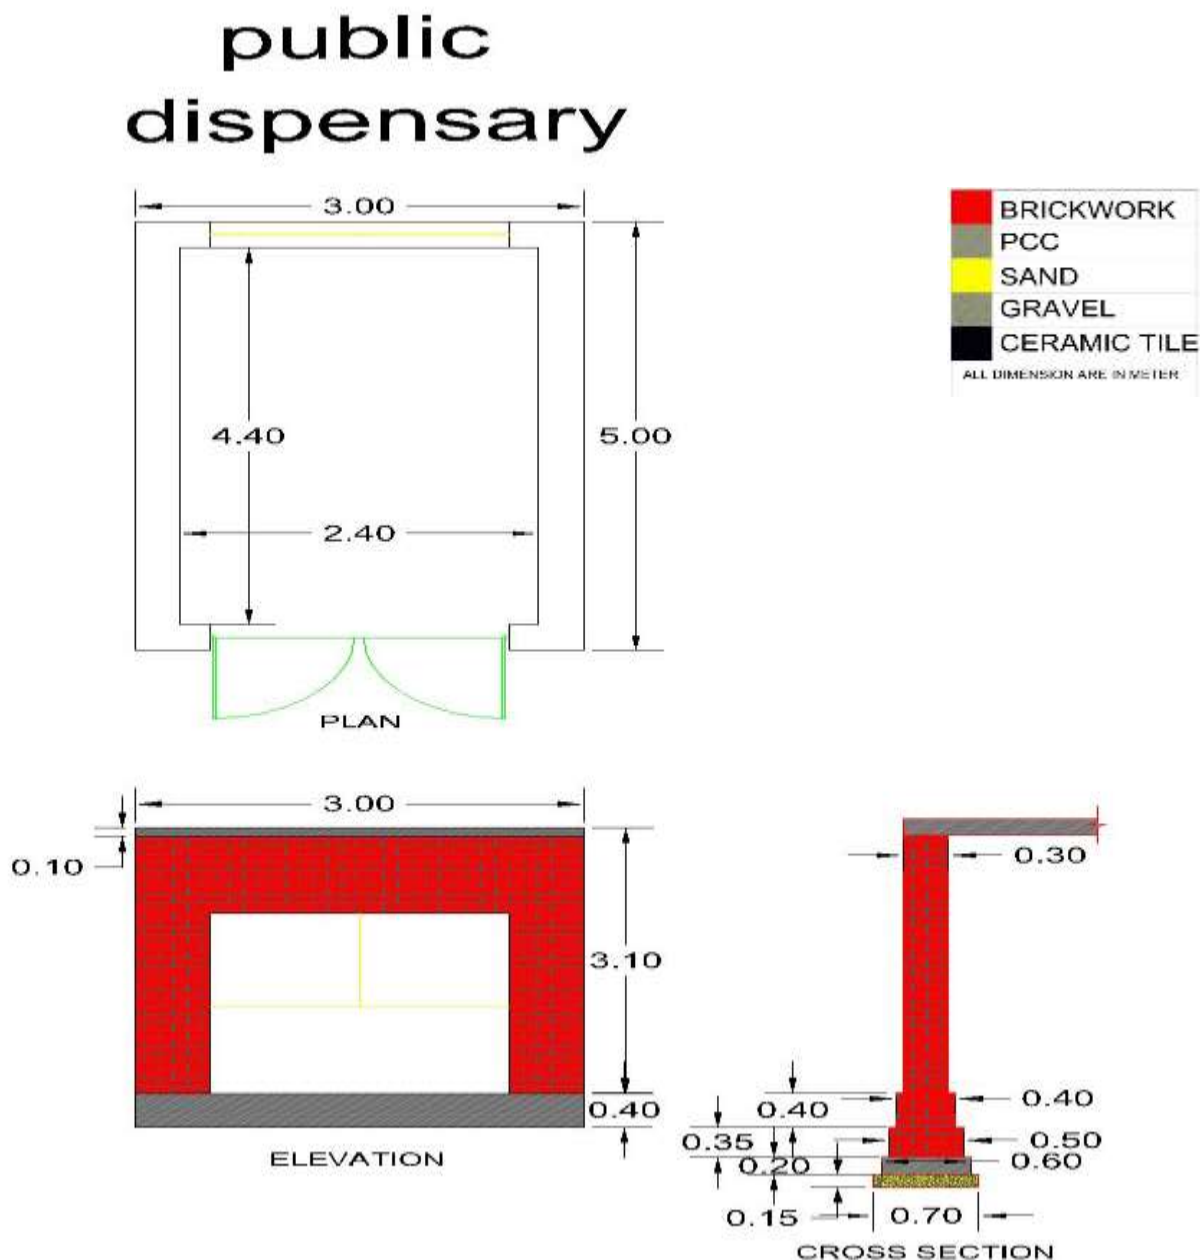 public
dispensary
3.00
BRICKWORK
PCC
SAND
GRAVEL
CERAMIC TILE
ALL DIMENSION ARE IN METER
4.40
5.00
2.40
PLAN
3.00
0.10
0.30
3.10
0.40
0.40
0.40
0.35
0.50
0.20
0.60
0.15
0.70
ELEVATION
CROSS SECTION